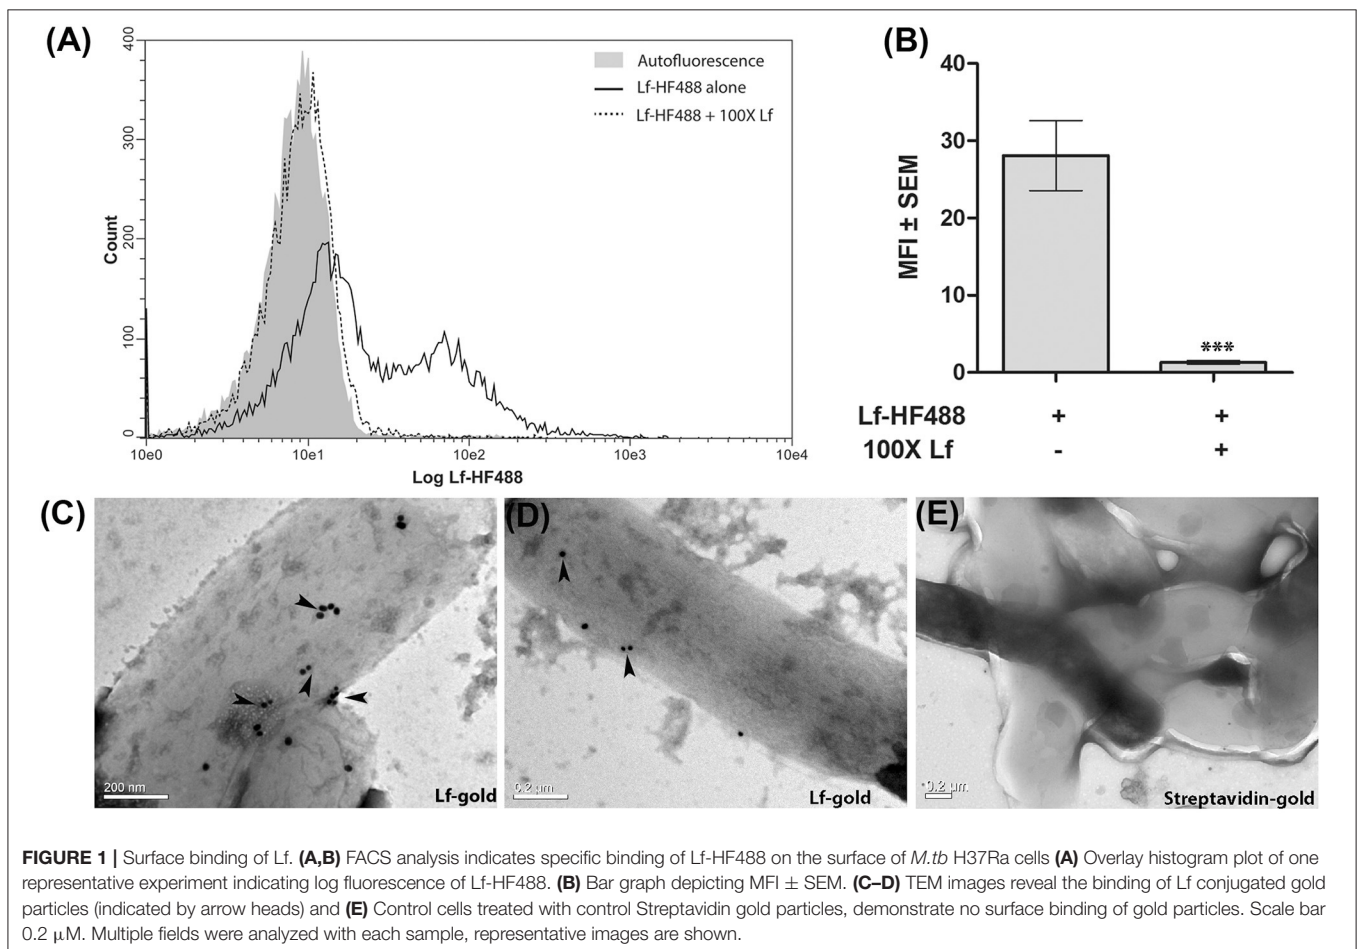 (A)
400
300
200
100
0
Count
Autofluorescence
Lf-HF488 alone
Lf-HF488 + 100X Lf
10e0 10e1 10e2 10e3 10e4
Log Lf-HF488
(B)
40
30
20
10
0
MFI ± SEM
***
Lf-HF488 + +
100X Lf - +
(C)
200 nm
Lf-gold
(D)
0.2 µm
Lf-gold
(E)
0.2 µm
Streptavidin-gold
FIGURE 1 | Surface binding of Lf. (A,B) FACS analysis indicates specific binding of Lf-HF488 on the surface of M.tb H37Ra cells (A) Overlay histogram plot of one
representative experiment indicating log fluorescence of Lf-HF488. (B) Bar graph depicting MFI ± SEM. (C–D) TEM images reveal the binding of Lf conjugated gold
particles (indicated by arrow heads) and (E) Control cells treated with control Streptavidin gold particles, demonstrate no surface binding of gold particles. Scale bar
0.2 µM. Multiple fields were analyzed with each sample, representative images are shown.